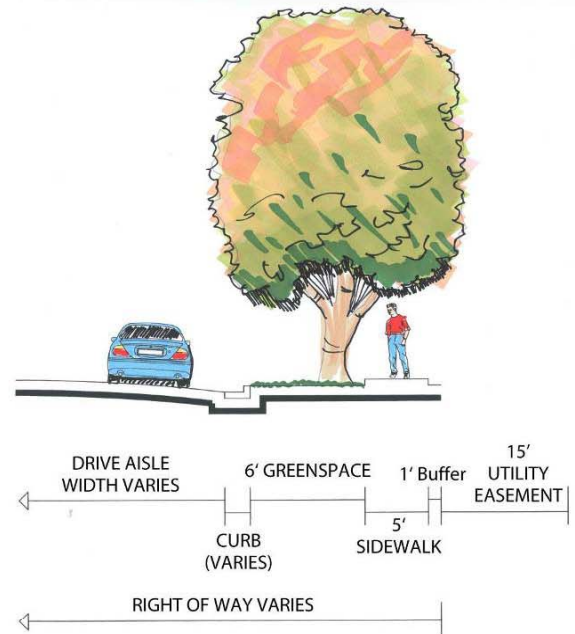 DRIVE AISLE
WIDTH VARIES
6' GREENSPACE
1' Buffer
15'
UTILITY
EASEMENT
CURB
(VARIES)
5'
SIDEWALK
RIGHT OF WAY VARIES